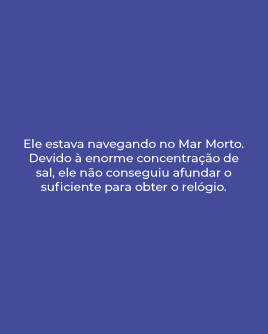 Ele estava navegando no Mar Morto.
Devido à enorme concentração de
sal, ele não conseguiu afundar o
suficiente para obter o relógio.